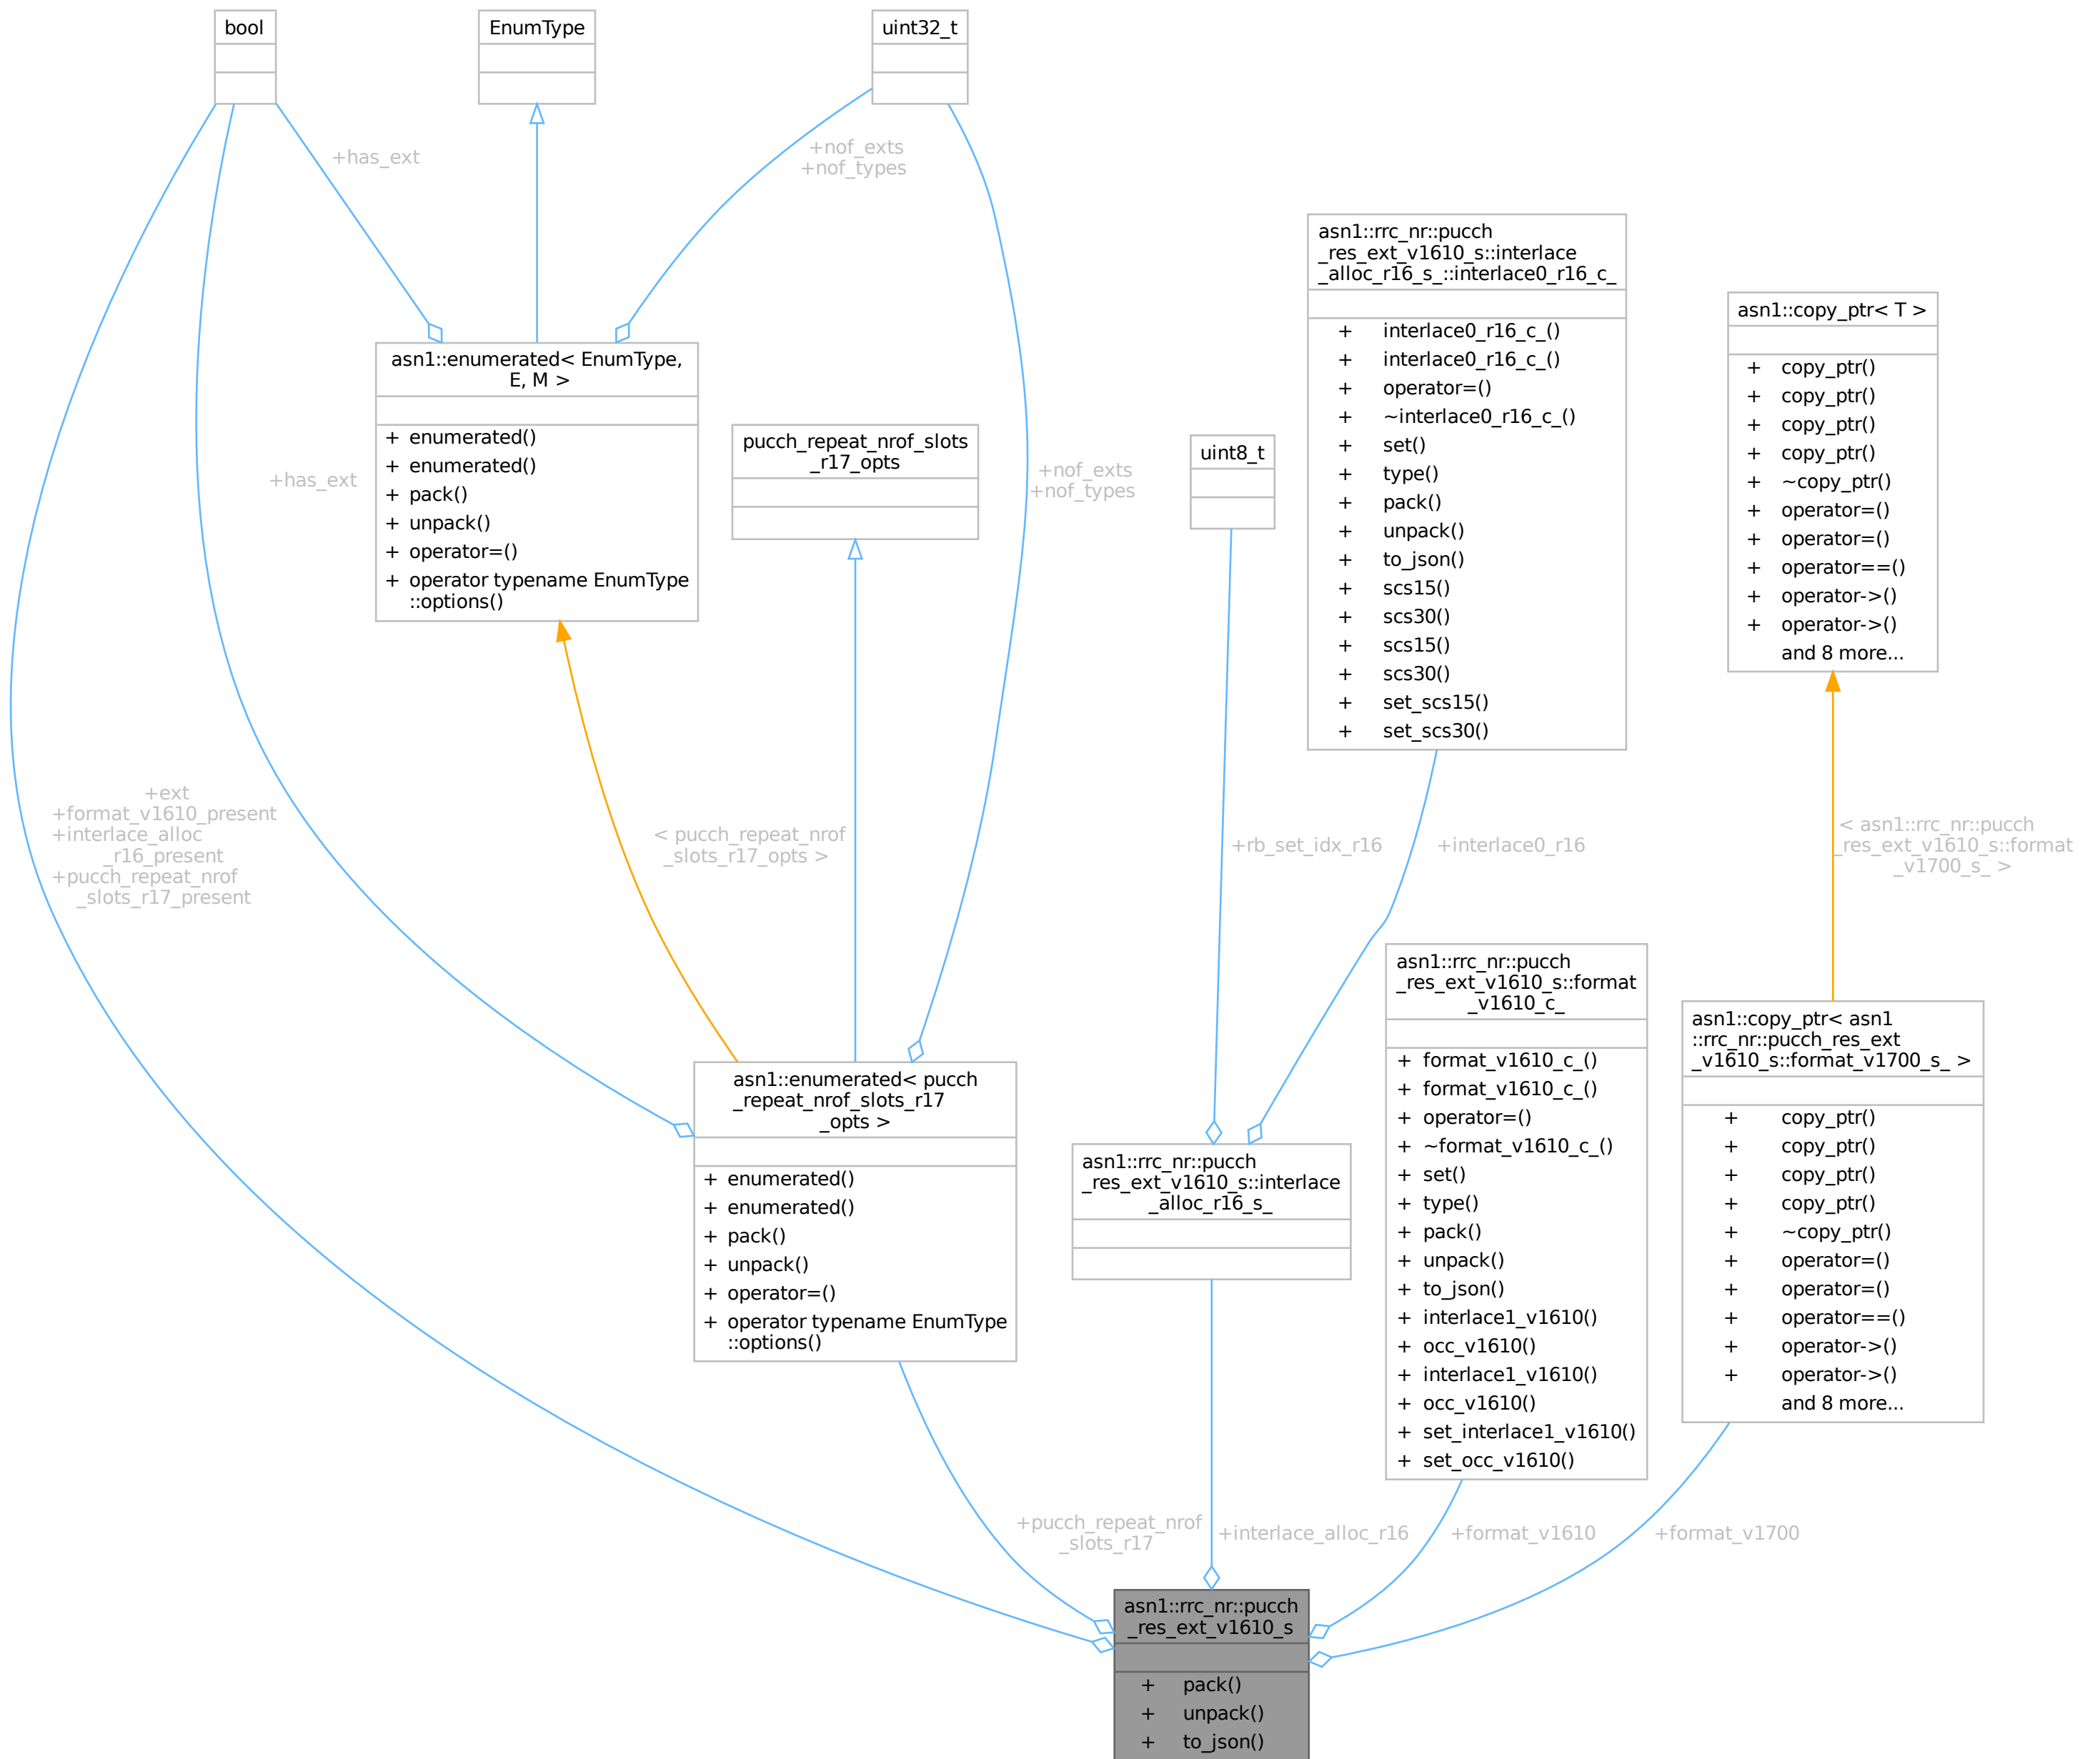 bool
EnumType
uint32_t
+has_ext
+nof_exts
+nof_types
asn1::rrc_nr::pucch
_res_ext_v1610_s::interlace
_alloc_r16_s_::interlace0_r16_c_
+ interlace0_r16_c_()
+ interlace0_r16_c_()
+ operator=()
+ ~interlace0_r16_c_()
+ set()
+ type()
+ pack()
+ unpack()
+ to_json()
+ scs15()
+ scs30()
+ scs15()
+ scs30()
+ set_scs15()
+ set_scs30()
asn1::copy_ptr< T >
+ copy_ptr()
+ copy_ptr()
+ copy_ptr()
+ copy_ptr()
+ ~copy_ptr()
+ operator=()
+ operator=()
+ operator==()
+ operator->()
+ operator->()
and 8 more...
asn1::enumerated< EnumType,
E, M >
+ enumerated()
+ enumerated()
+ pack()
+ unpack()
+ operator=()
+ operator typename EnumType
::options()
pucch_repeat_nrof_slots
_r17_opts
uint8_t
+has_ext
+nof_exts
+nof_types
+ext
+format_v1610_present
+interlace_alloc
_r16_present
+pucch_repeat_nrof
_slots_r17_present
< pucch_repeat_nrof
_slots_r17_opts >
+rb_set_idx_r16
+interlace0_r16
< asn1::rrc_nr::pucch
_res_ext_v1610_s::format
_v1700_s_ >
asn1::enumerated< pucch
_repeat_nrof_slots_r17
_opts >
+ enumerated()
+ enumerated()
+ pack()
+ unpack()
+ operator=()
+ operator typename EnumType
::options()
asn1::rrc_nr::pucch
_res_ext_v1610_s::interlace
_alloc_r16_s_
asn1::rrc_nr::pucch
_res_ext_v1610_s::format
_v1610_c_
+ format_v1610_c_()
+ format_v1610_c_()
+ operator=()
+ ~format_v1610_c_()
+ set()
+ type()
+ pack()
+ unpack()
+ to_json()
+ interlace1_v1610()
+ occ_v1610()
+ interlace1_v1610()
+ occ_v1610()
+ set_interlace1_v1610()
+ set_occ_v1610()
asn1::copy_ptr< asn1
::rrc_nr::pucch_res_ext
_v1610_s::format_v1700_s_ >
+ copy_ptr()
+ copy_ptr()
+ copy_ptr()
+ copy_ptr()
+ ~copy_ptr()
+ operator=()
+ operator=()
+ operator==()
+ operator->()
+ operator->()
and 8 more...
+pucch_repeat_nrof
_slots_r17
+interlace_alloc_r16
+format_v1610
+format_v1700
asn1::rrc_nr::pucch
_res_ext_v1610_s
+ pack()
+ unpack()
+ to_json()